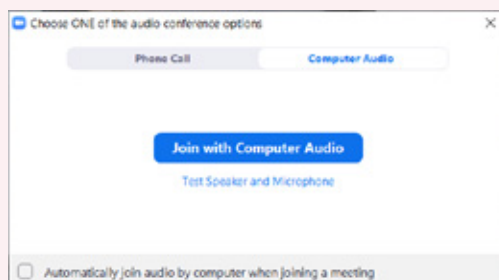 Choose ONE of the audio conference options
Phone Call
Computer Audio
Join with Computer Audio
Test Speaker and Microphone
Automatically join audio by computer when joining a meeting